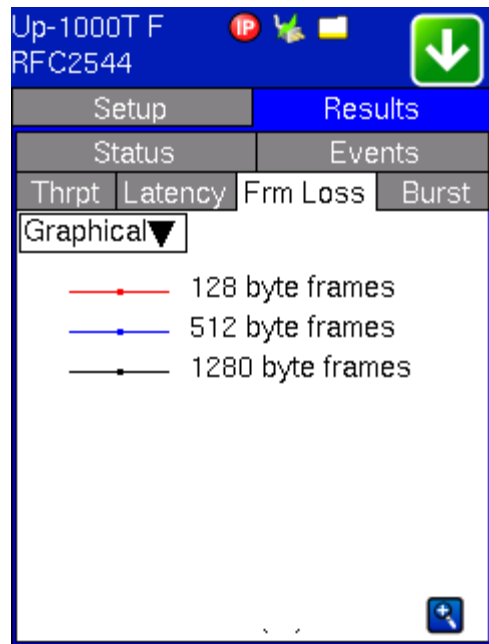 Up-1000T F IP
RFC2544
Setup Results
Status Events
Thrpt Latency Frm Loss Burst
Graphical▼
128 byte frames
512 byte frames
1280 byte frames